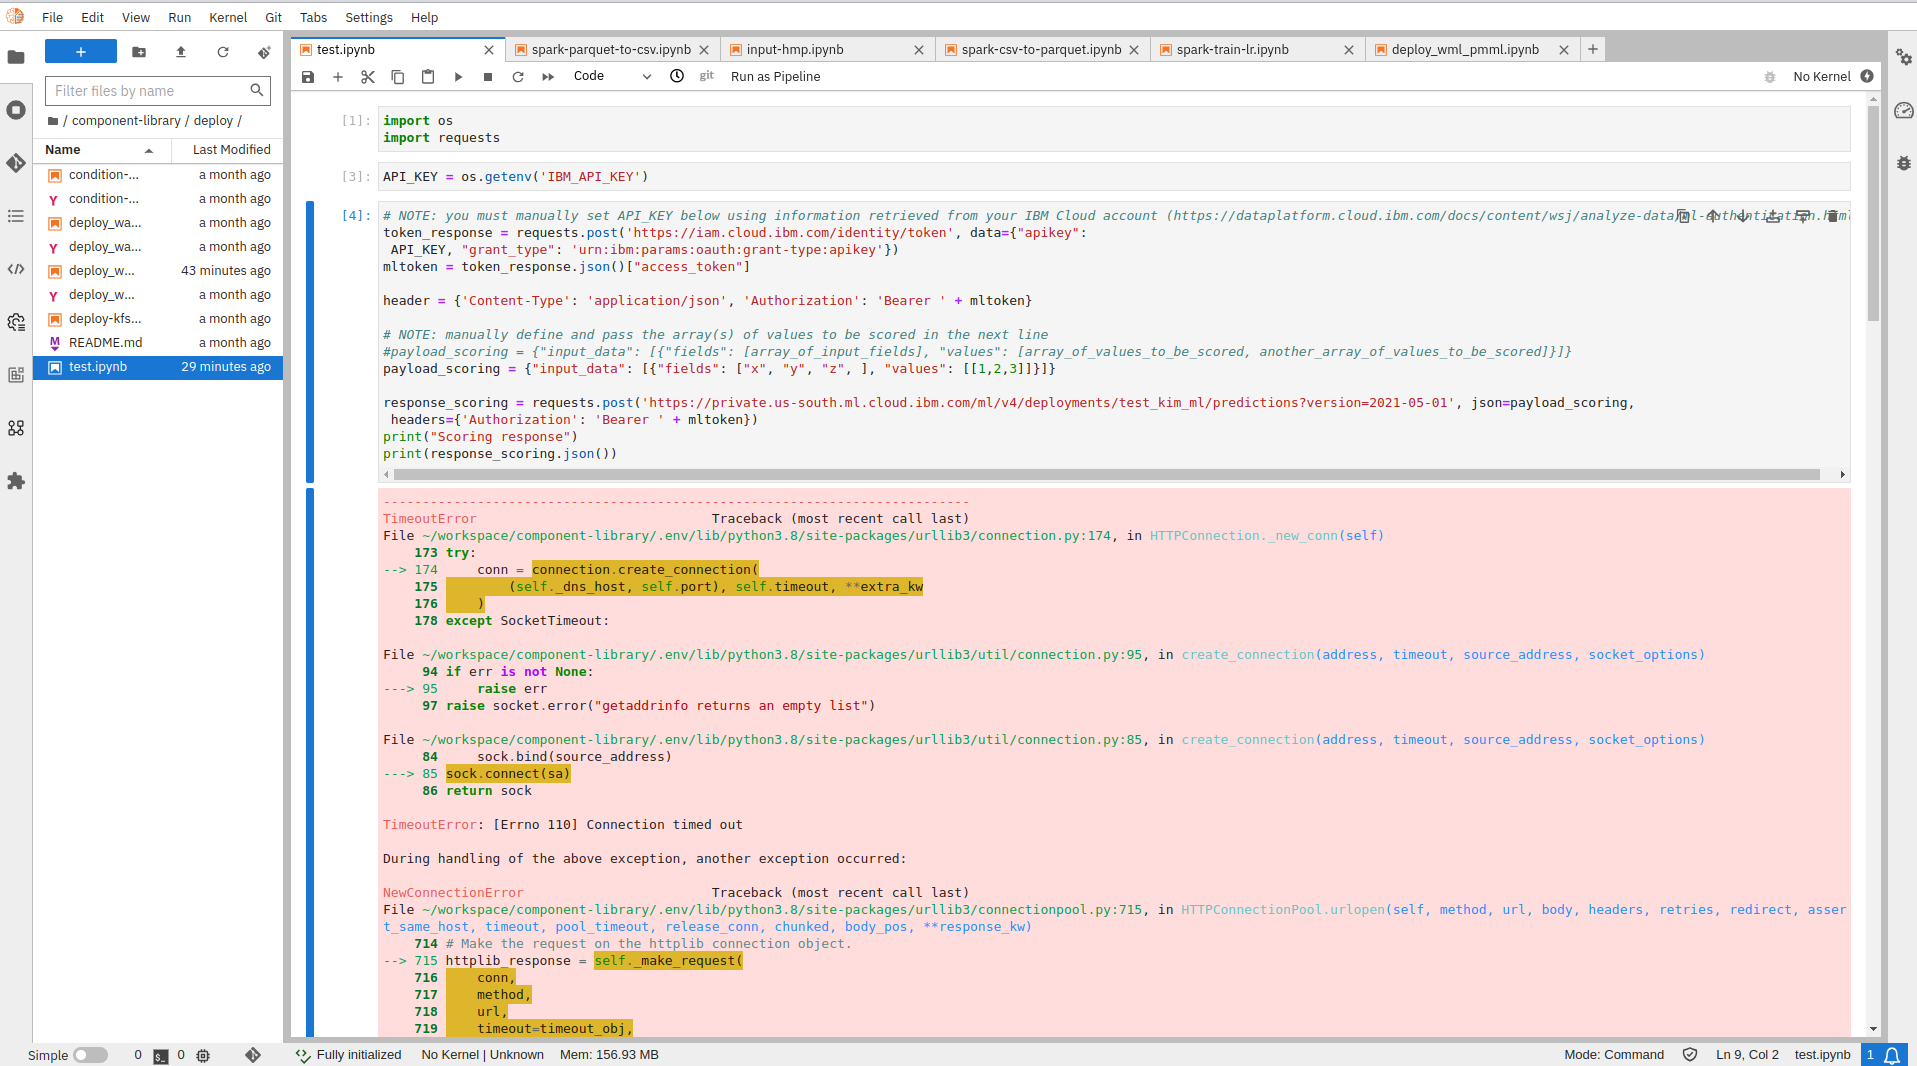 File Edit View Run Kernel Git Tabs Settings Help
+
Filter files by name
/ component-library / deploy /
Name Last Modified
condition-... a month ago
condition-... a month ago
deploy_wa... a month ago
deploy_wa... a month ago
deploy_w... 43 minutes ago
deploy_w... a month ago
deploy-kfs... a month ago
README.md a month ago
test.ipynb 29 minutes ago
test.ipynb spark-parquet-to-csv.ipynb input-hmp.ipynb spark-csv-to-parquet.ipynb spark-train-lr.ipynb deploy_wml_pmml.ipynb
Code git Run as Pipeline No Kernel
[1]: import os
import requests
[3]: API_KEY = os.getenv('IBM_API_KEY')
[4]: # NOTE: you must manually set API_KEY below using information retrieved from your IBM Cloud account (https://dataplatform.cloud.ibm.com/docs/content/wsj/analyze-data/ml-authentication.html
token_response = requests.post('https://iam.cloud.ibm.com/identity/token', data={"apikey":
API_KEY, "grant_type": 'urn:ibm:params:oauth:grant-type:apikey'})
mltoken = token_response.json()["access_token"]
header = {'Content-Type': 'application/json', 'Authorization': 'Bearer ' + mltoken}
# NOTE: manually define and pass the array(s) of values to be scored in the next line
#payload_scoring = {"input_data": [{"fields": [array_of_input_fields], "values": [array_of_values_to_be_scored, another_array_of_values_to_be_scored]}]}
payload_scoring = {"input_data": [{"fields": ["x", "y", "z", ], "values": [[1,2,3]]}]}
response_scoring = requests.post('https://private.us-south.ml.cloud.ibm.com/ml/v4/deployments/test_kim_ml/predictions?version=2021-05-01', json=payload_scoring,
headers={'Authorization': 'Bearer ' + mltoken})
print("Scoring response")
print(response_scoring.json())
---------------------------------------------------------------------------
TimeoutError Traceback (most recent call last)
File ~/workspace/component-library/.env/lib/python3.8/site-packages/urllib3/connection.py:174, in HTTPConnection._new_conn(self)
173 try:
--> 174 conn = connection.create_connection(
175 (self._dns_host, self.port), self.timeout, **extra_kw
176 )
178 except SocketTimeout:
File ~/workspace/component-library/.env/lib/python3.8/site-packages/urllib3/util/connection.py:95, in create_connection(address, timeout, source_address, socket_options)
94 if err is not None:
---> 95 raise err
97 raise socket.error("getaddrinfo returns an empty list")
File ~/workspace/component-library/.env/lib/python3.8/site-packages/urllib3/util/connection.py:85, in create_connection(address, timeout, source_address, socket_options)
84 sock.bind(source_address)
---> 85 sock.connect(sa)
86 return sock
TimeoutError: [Errno 110] Connection timed out
During handling of the above exception, another exception occurred:
NewConnectionError Traceback (most recent call last)
File ~/workspace/component-library/.env/lib/python3.8/site-packages/urllib3/connectionpool.py:715, in HTTPConnectionPool.urlopen(self, method, url, body, headers, retries, redirect, asser
t_same_host, timeout, pool_timeout, release_conn, chunked, body_pos, **response_kw)
714 # Make the request on the httplib connection object.
--> 715 httplib_response = self._make_request(
716 conn,
717 method,
718 url,
719 timeout=timeout_obj,
Simple 0 0 Fully initialized No Kernel | Unknown Mem: 156.93 MB Mode: Command Ln 9, Col 2 test.ipynb 1